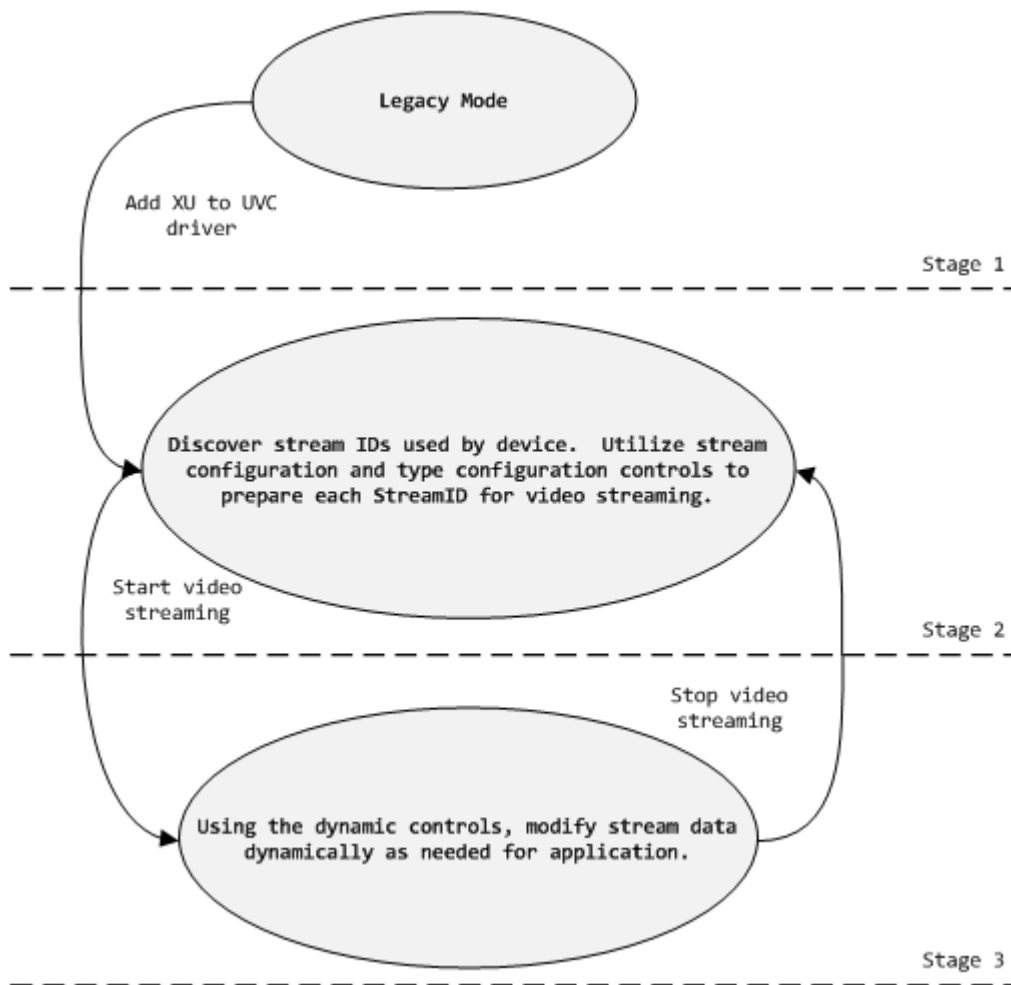 Legacy Mode
Add XU to UVC
driver
Stage 1
Discover stream IDs used by device.  Utilize stream
configuration and type configuration controls to
prepare each StreamID for video streaming.
Start video
streaming
Stage 2
Stop video
streaming
Using the dynamic controls, modify stream data
dynamically as needed for application.
Stage 3